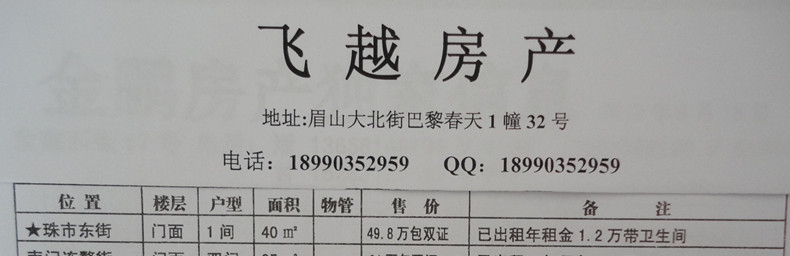 飞越房产
地址:眉山大北街巴黎春天1幢32号
电话：18990352959 QQ：18990352959
位置 楼层 户型 面积 物管 售价 备注
★珠市东街 门面 1间 40㎡ 49.8万包双证 已出租年租金1.2万带卫生间